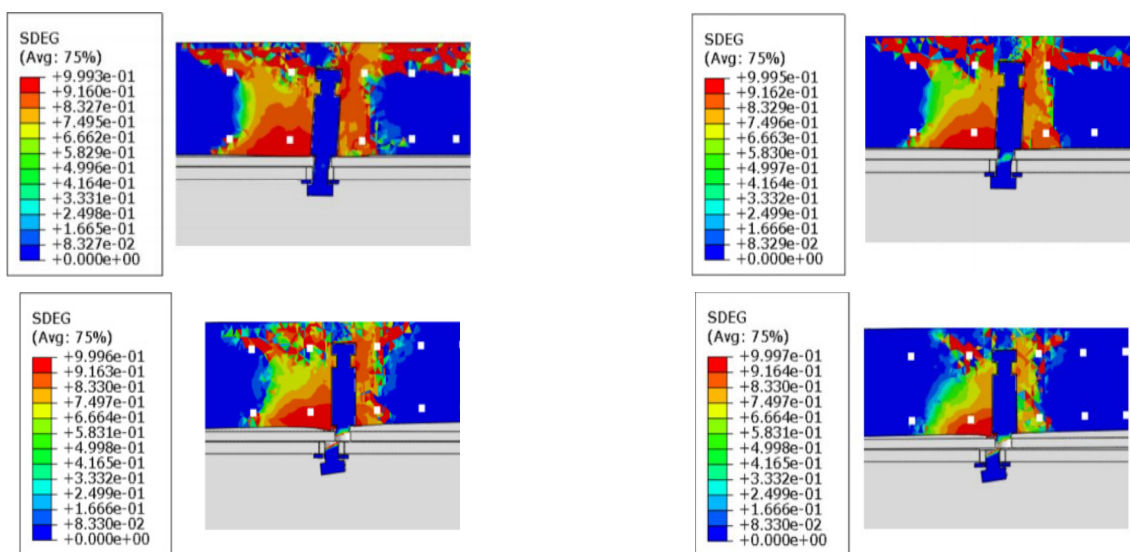 SDEG
(Avg: 75%)
+9.993e-01
+9.160e-01
+8.327e-01
+7.495e-01
+6.662e-01
+5.829e-01
+4.996e-01
+4.164e-01
+3.331e-01
+2.498e-01
+1.665e-01
+8.327e-02
+0.000e+00
SDEG
(Avg: 75%)
+9.995e-01
+9.162e-01
+8.329e-01
+7.496e-01
+6.663e-01
+5.830e-01
+4.997e-01
+4.164e-01
+3.332e-01
+2.499e-01
+1.666e-01
+8.329e-02
+0.000e+00
SDEG
(Avg: 75%)
+9.996e-01
+9.163e-01
+8.330e-01
+7.497e-01
+6.664e-01
+5.831e-01
+4.998e-01
+4.165e-01
+3.332e-01
+2.499e-01
+1.666e-01
+8.330e-02
+0.000e+00
SDEG
(Avg: 75%)
+9.997e-01
+9.164e-01
+8.330e-01
+7.497e-01
+6.664e-01
+5.831e-01
+4.998e-01
+4.165e-01
+3.332e-01
+2.499e-01
+1.666e-01
+8.330e-02
+0.000e+00